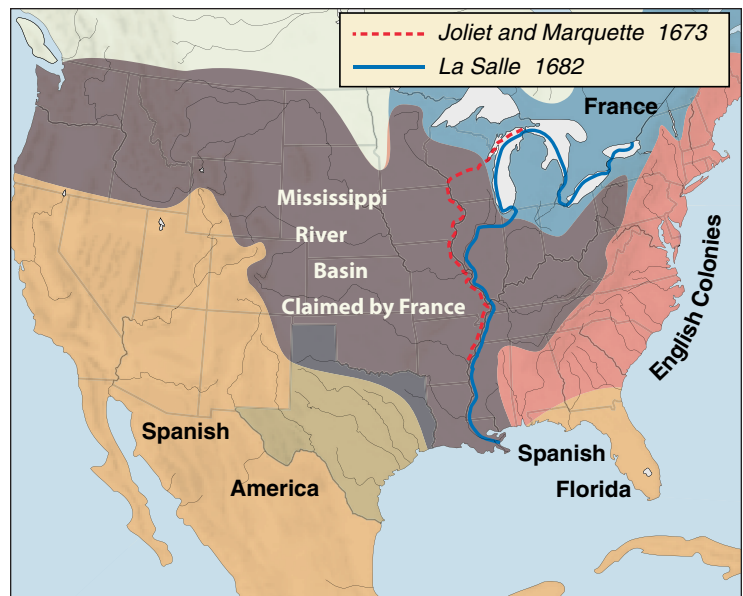 Joliet and Marquette 1673
La Salle 1682
France
Mississippi
River
Basin
Claimed by France
English Colonies
Spanish
America
Spanish
Florida